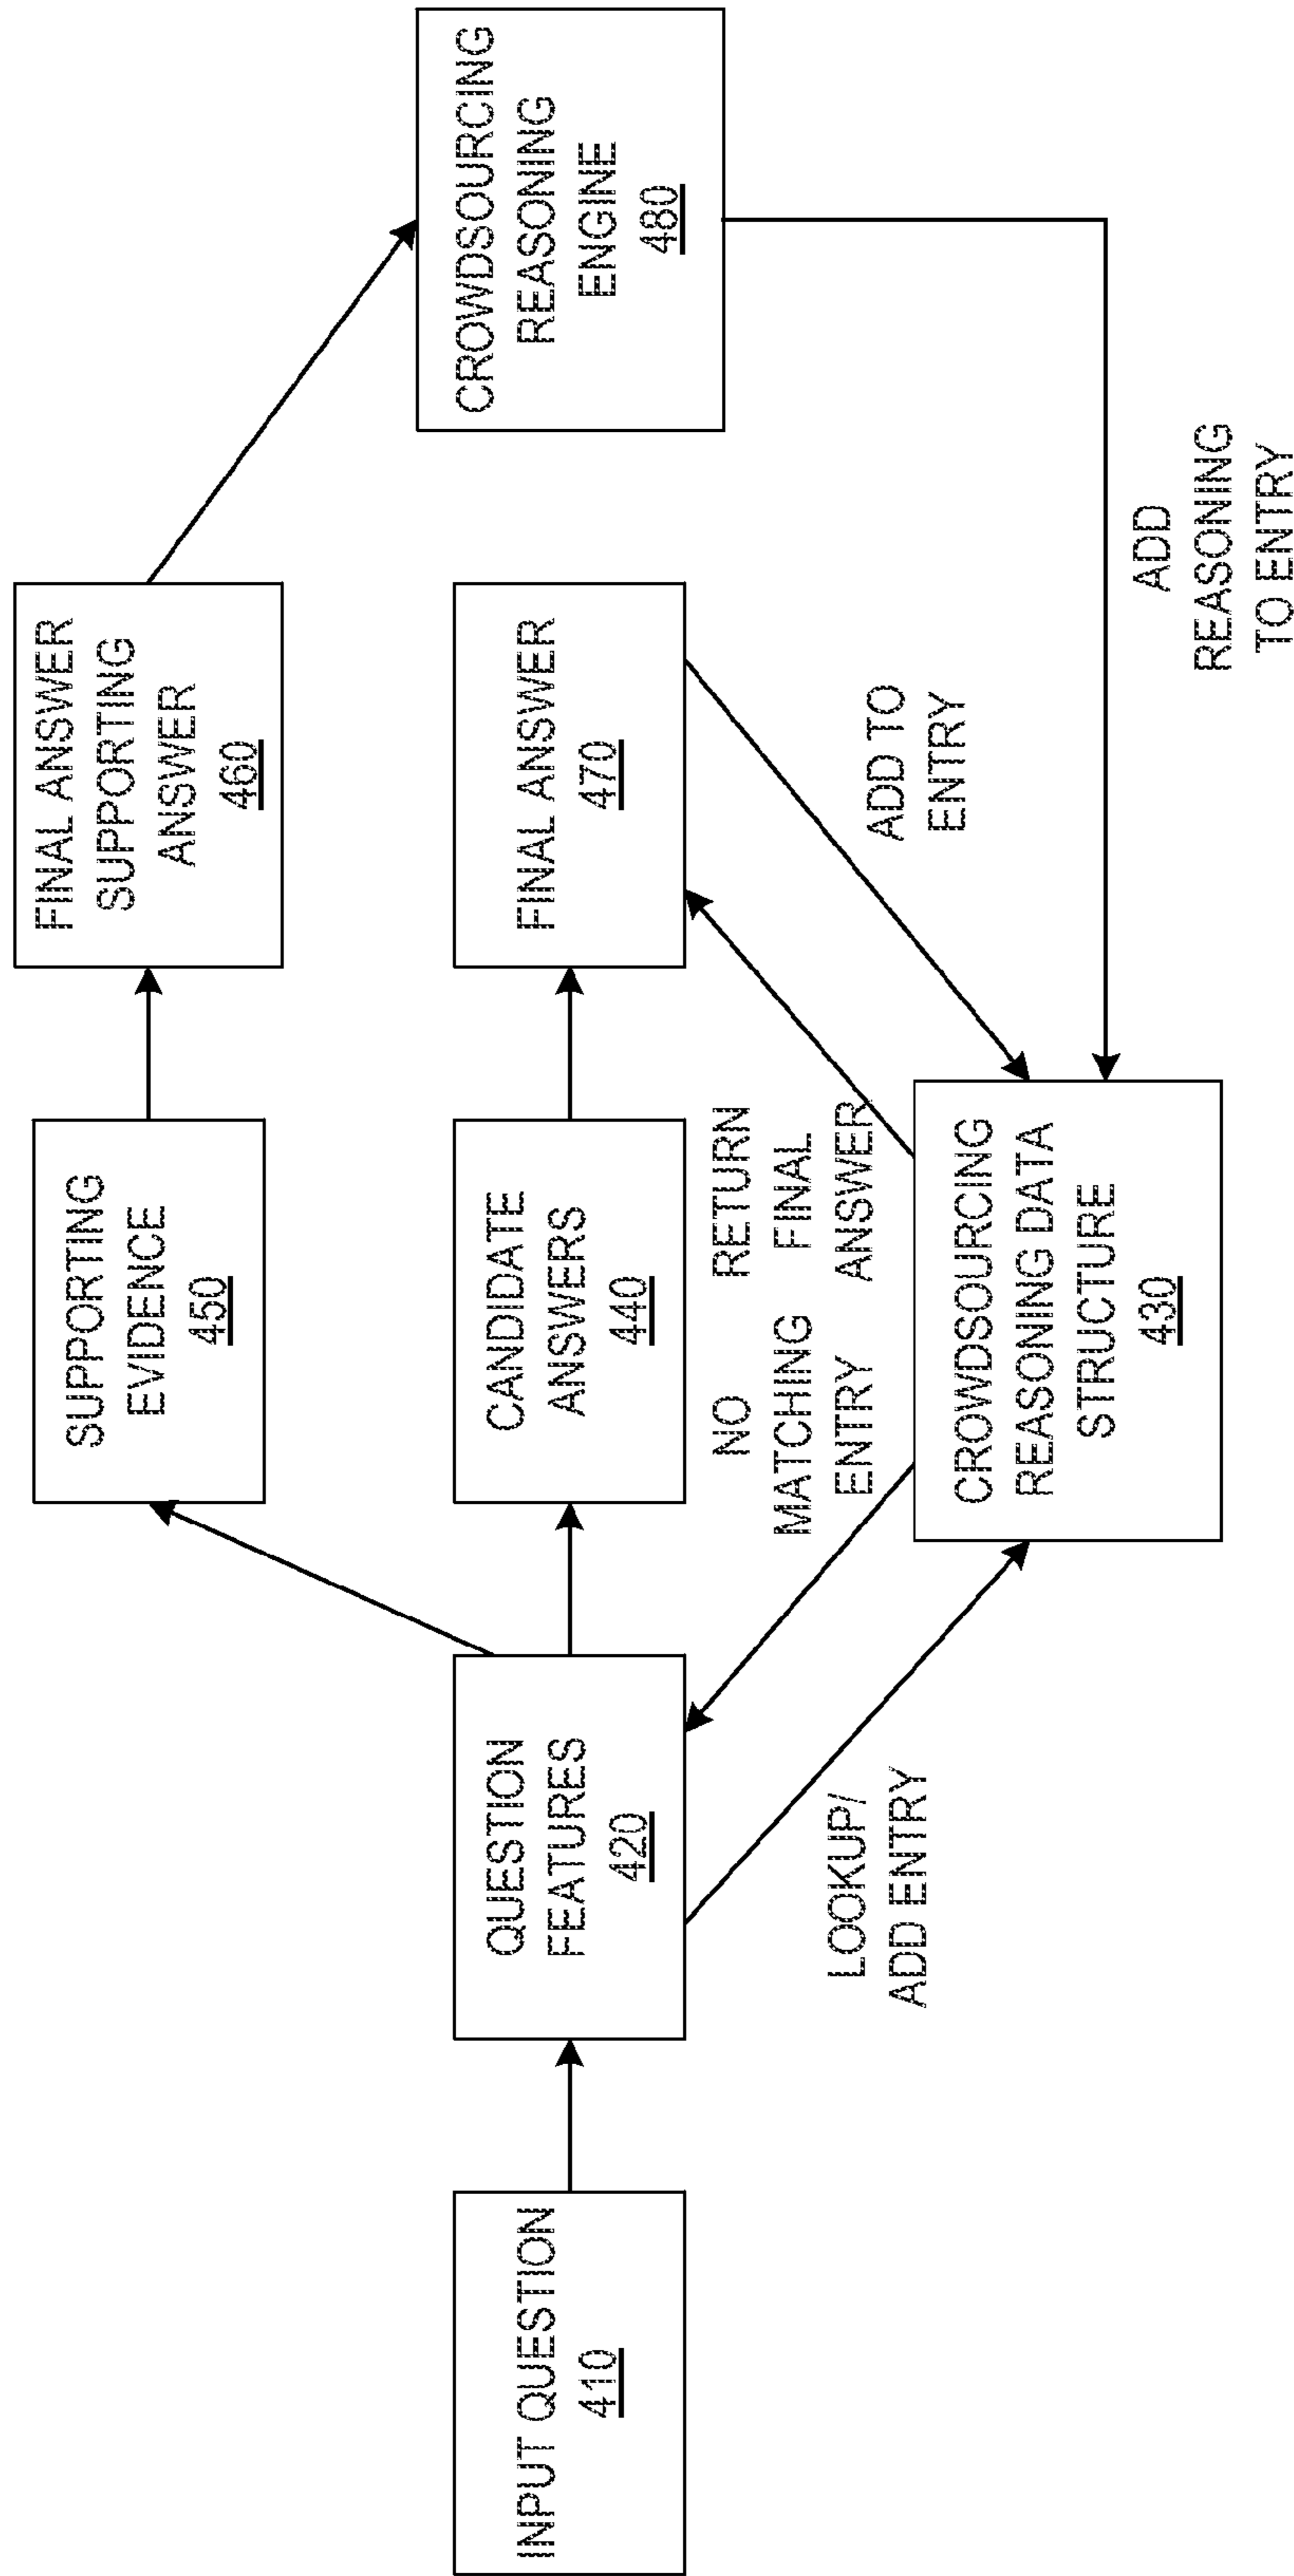 INPUT QUESTION
410
QUESTION
FEATURES
420
LOOKUP/
ADD ENTRY
NO
MATCHING
ENTRY
RETURN
FINAL
ANSWER
CROWDSOURCING
REASONING DATA
STRUCTURE
430
SUPPORTING
EVIDENCE
450
CANDIDATE
ANSWERS
440
FINAL ANSWER
SUPPORTING
ANSWER
460
FINAL ANSWER
470
ADD TO
ENTRY
CROWDSOURCING
REASONING
ENGINE
480
ADD
REASONING
TO ENTRY